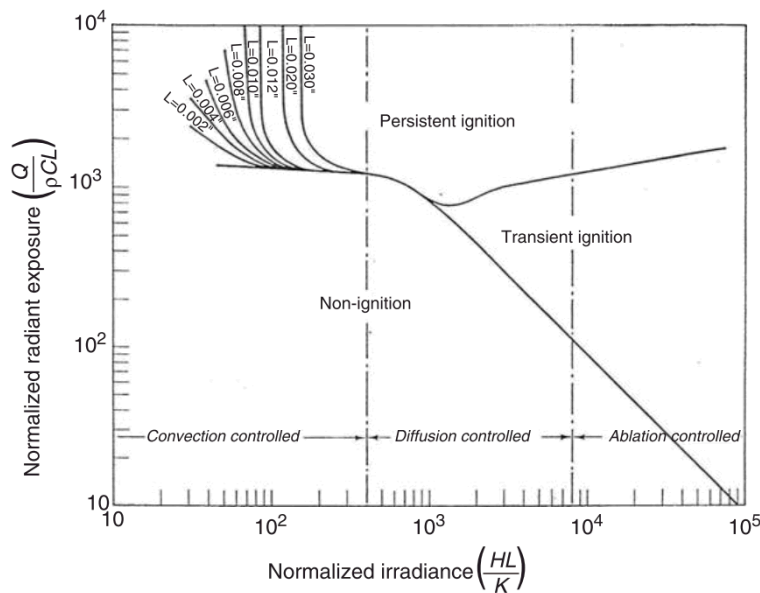 10⁴
10³
10²
10
Normalized radiant exposure (Q/ρCL)
L=0.002"
L=0.004"
L=0.006"
L=0.008"
L=0.010"
L=0.012"
L=0.020"
L=0.030"
Persistent ignition
Transient ignition
Non-ignition
Convection controlled
Diffusion controlled
Ablation controlled
10
10²
10³
10⁴
10⁵
Normalized irradiance (HL/K)